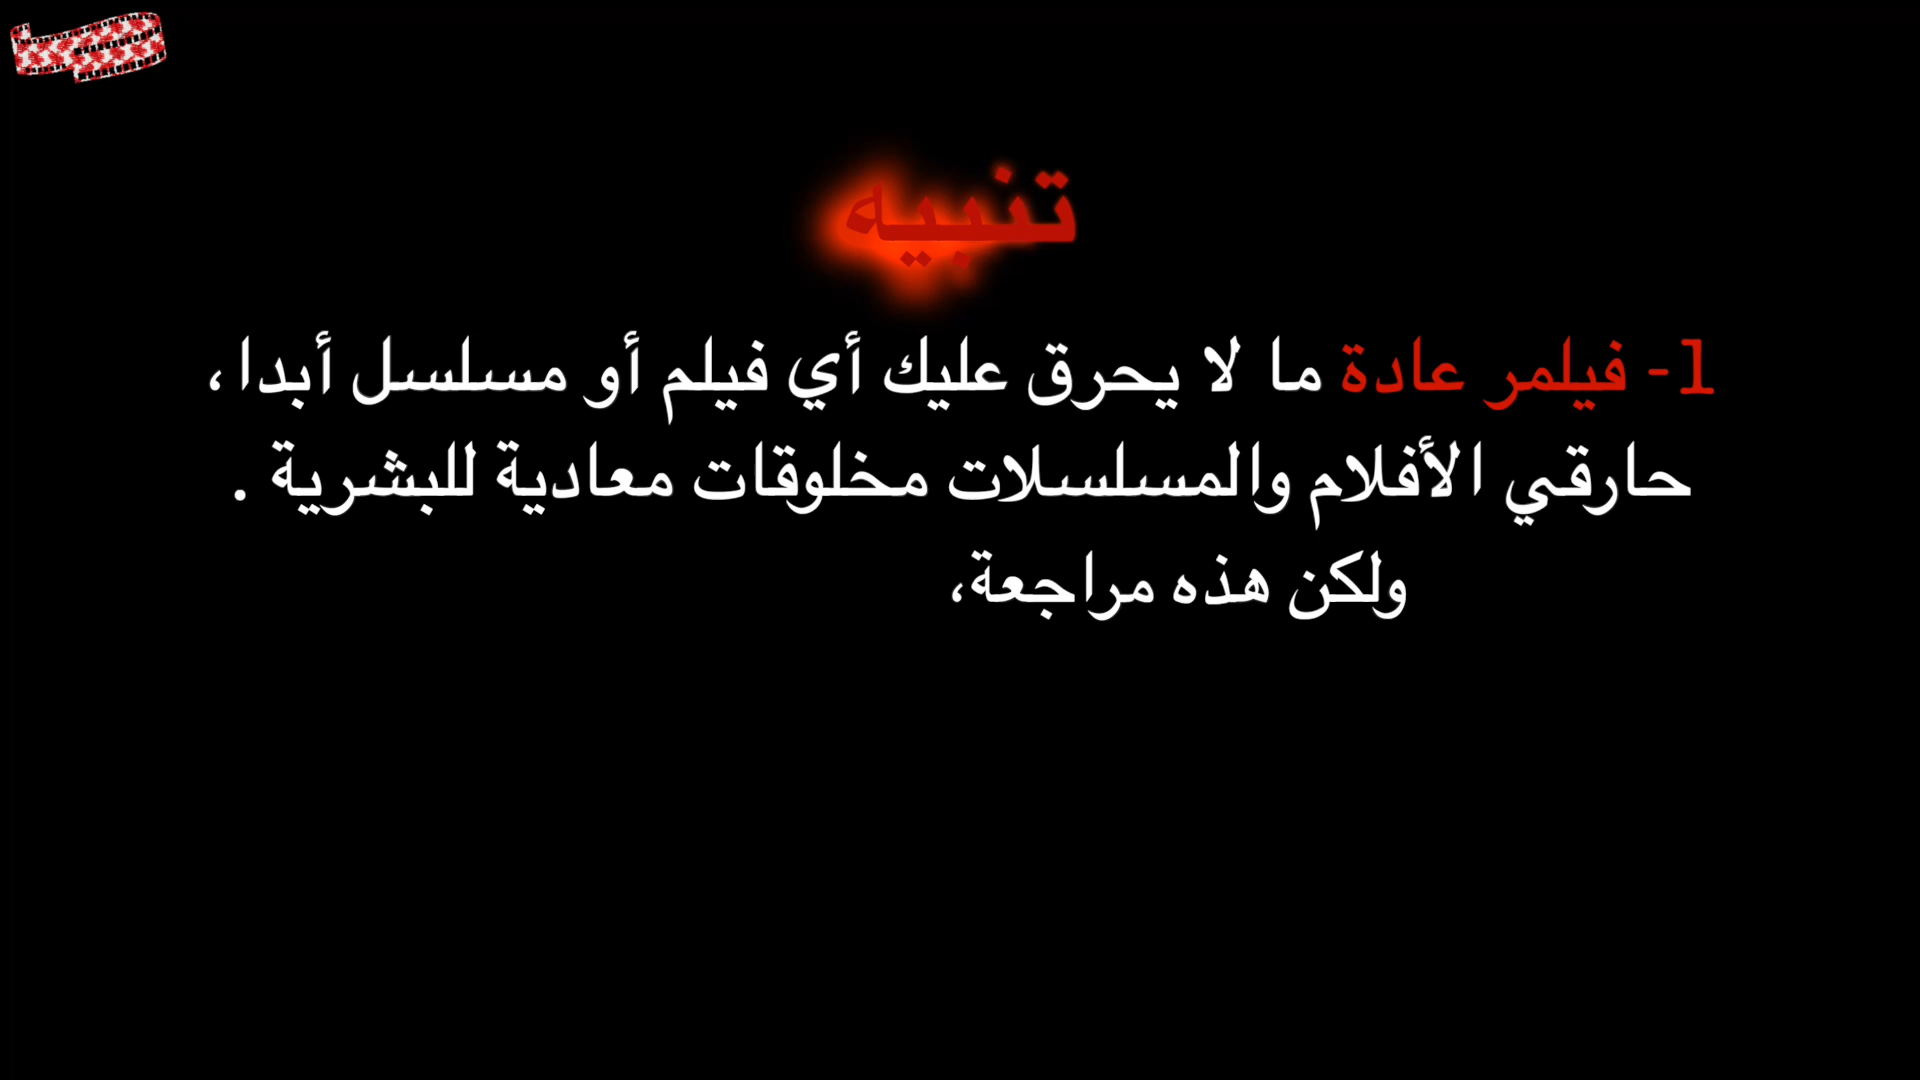 تنبيه
1- فيلمر عادة ما لا يحرق عليك أي فيلم أو مسلسل أبدا،
حارقي الأفلام والمسلسلات مخلوقات معادية للبشرية .
ولكن هذه مراجعة،